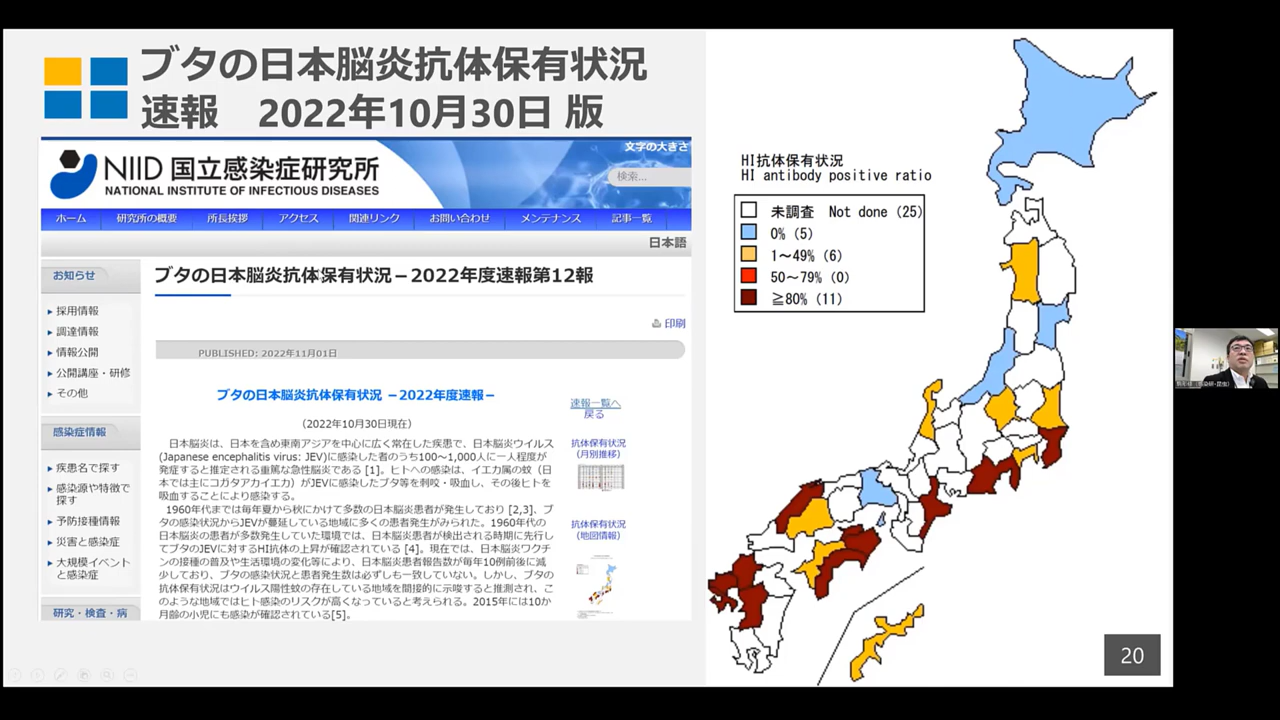 ブタの日本脳炎抗体保有状況
速報　2022年10月30日 版
文字の大きさ
NIID 国立感染症研究所
NATIONAL INSTITUTE OF INFECTIOUS DISEASES
検索...
ホーム　研究所の概要　所長挨拶　アクセス　関連リンク　お問い合わせ　メンテナンス　記事一覧
日本語
お知らせ
採用情報
調達情報
情報公開
公開講座・研修
その他
感染症情報
疾患名で探す
感染源や特徴で
探す
予防接種情報
災害と感染症
大規模イベント
と感染症
研究・検査・病
ブタの日本脳炎抗体保有状況－2022年度速報第12報
印刷
PUBLISHED: 2022年11月01日
ブタの日本脳炎抗体保有状況 －2022年度速報－
（2022年10月30日現在）
日本脳炎は、日本を含め東南アジアを中心に広く常在した疾患で、日本脳炎ウイルス
(Japanese encephalitis virus: JEV)に感染した者のうち100～1,000人に一人程度が
発症すると推定される重篤な急性脳炎である [1]。ヒトへの感染は、イエカ属の蚊（日
本では主にコガタアカイエカ）がJEVに感染したブタ等を刺咬・吸血し、その後ヒトを
吸血することにより感染する。
1960年代までは毎年夏から秋にかけて多数の日本脳炎患者が発生しており [2,3]、ブ
タの感染状況からJEVが蔓延している地域に多くの患者発生がみられた。1960年代の
日本脳炎の患者が多数発生していた環境では、日本脳炎患者が検出される時期に先行し
てブタのJEVに対するHI抗体の上昇が確認されている [4]。現在では、日本脳炎ワクチ
ンの接種の普及や生活環境の変化等により、日本脳炎患者報告数が毎年10例前後に減
少しており、ブタの感染状況と患者発生数は必ずしも一致していない。しかし、ブタの
抗体保有状況はウイルス陽性蚊の存在している地域を間接的に示唆すると推測され、こ
のような地域ではヒト感染のリスクが高くなっていると考えられる。2015年には10か
月齢の小児にも感染が確認されている[5]。
速報一覧へ
戻る
抗体保有状況
(月別推移)
抗体保有状況
(地図情報)
HI抗体保有状況
HI antibody positive ratio
未調査　Not done (25)
0% (5)
1～49% (6)
50～79% (0)
≧80% (11)
20